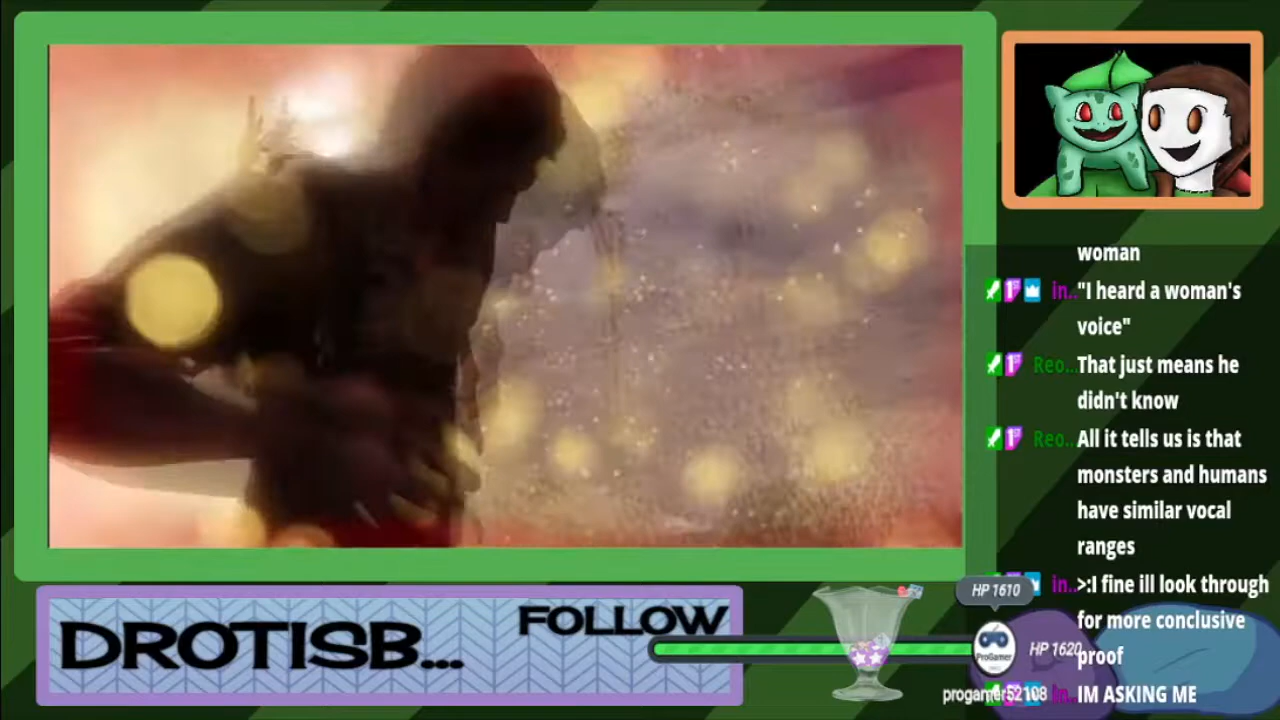 woman
in.. "I heard a woman's
voice"
Reo... That just means he
didn't know
Reo... All it tells us is that
monsters and humans
have similar vocal
ranges
in.. >:I fine ill look through
for more conclusive
proof
in.. IM ASKING ME
DROTISB...
FOLLOW
HP 1610
ProGamer
HP 1620
progamer52108